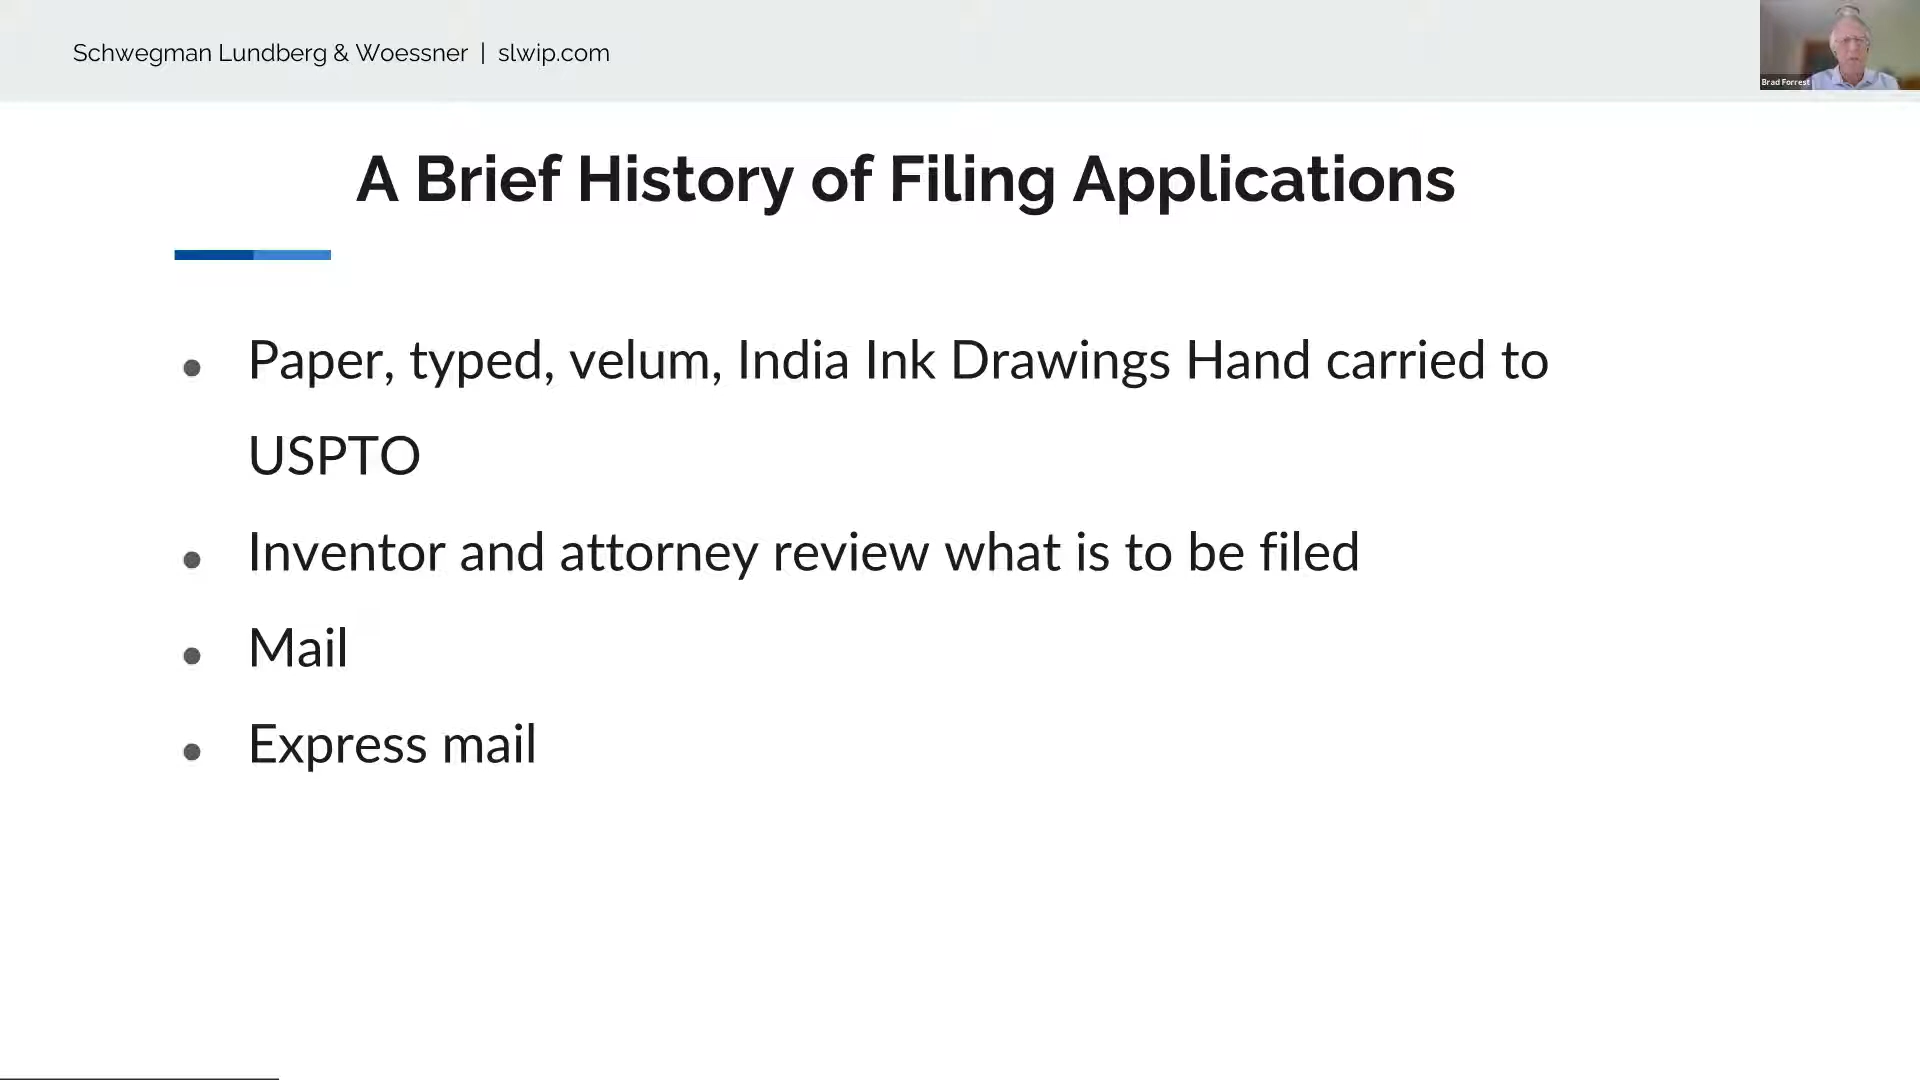 Schwegman Lundberg & Woessner | slwip.com
Brad Forrest
A Brief History of Filing Applications
• Paper, typed, velum, India Ink Drawings Hand carried to
USPTO
• Inventor and attorney review what is to be filed
• Mail
• Express mail